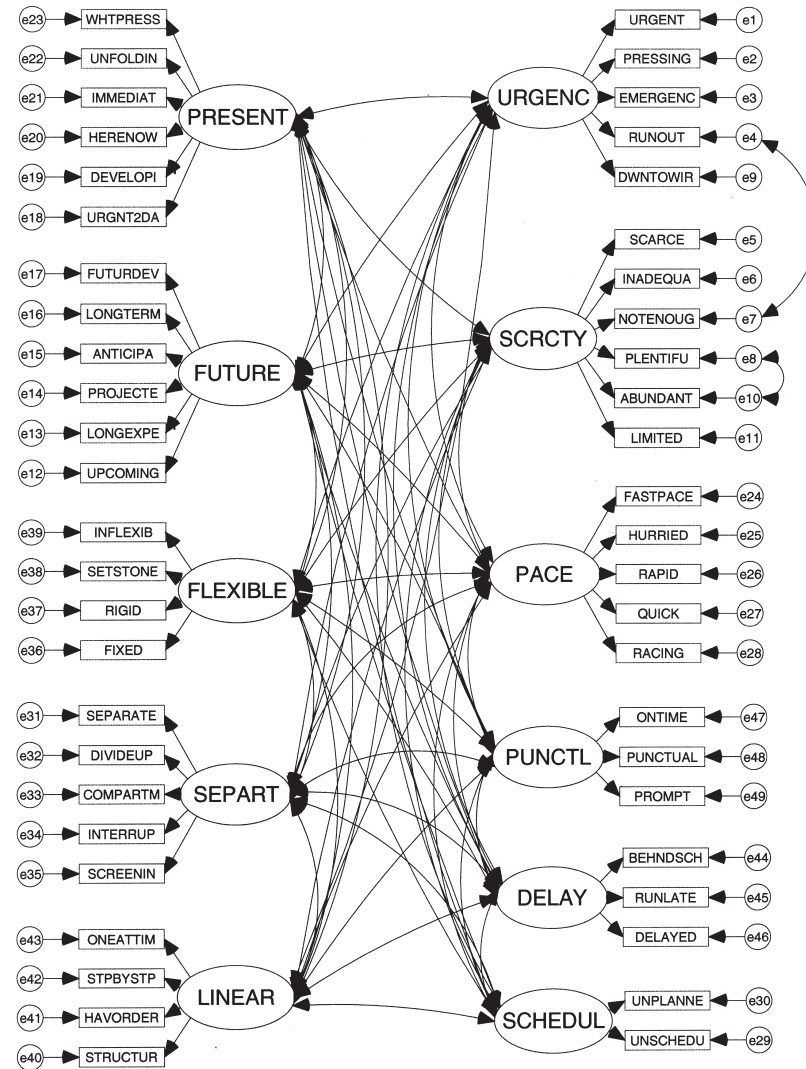 e23 WHTPRESS
e22 UNFOLDIN
e21 IMMEDIAT
PRESENT
e20 HERENOW
e19 DEVELOPI
e18 URGNT2DA
e17 FUTURDEV
e16 LONGTERM
e15 ANTICIPA
FUTURE
e14 PROJECTE
e13 LONGEXPE
e12 UPCOMING
e39 INFLEXIB
e38 SETSTONE
FLEXIBLE
e37 RIGID
e36 FIXED
e31 SEPARATE
e32 DIVIDEUP
e33 COMPARTM
SEPART
e34 INTERRUP
e35 SCREENIN
e43 ONEATTIM
e42 STPBYSTP
LINEAR
e41 HAVORDER
e40 STRUCTUR
URGENT e1
PRESSING e2
URGENC
EMERGENC e3
RUNOUT e4
DWNTOWIR e9
SCARCE e5
INADEQUA e6
NOTENOUG e7
SCRCTY
PLENTIFU e8
ABUNDANT e10
LIMITED e11
FASTPACE e24
HURRIED e25
PACE
RAPID e26
QUICK e27
RACING e28
ONTIME e47
PUNCTL
PUNCTUAL e48
PROMPT e49
BEHNDSCH e44
DELAY
RUNLATE e45
DELAYED e46
UNPLANNE e30
SCHEDUL
UNSCHEDU e29